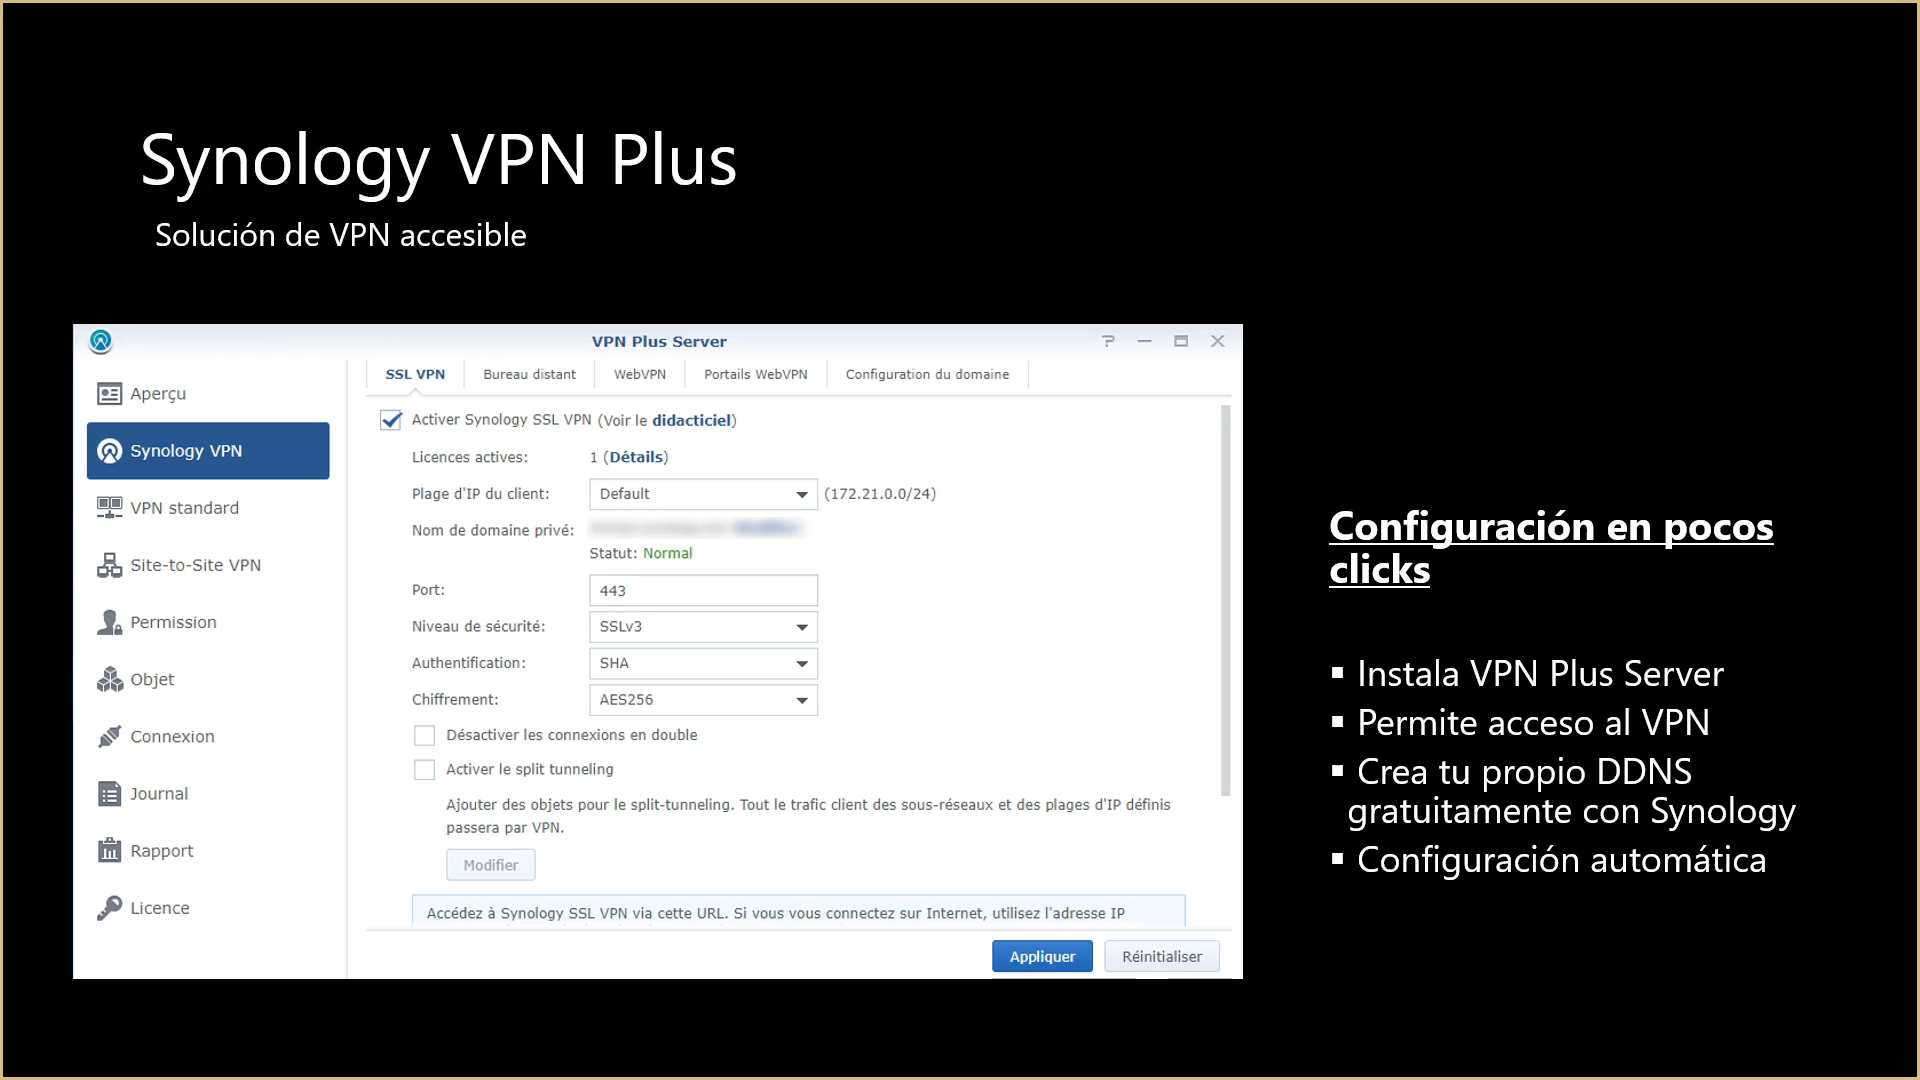 Synology VPN Plus
Solución de VPN accesible
VPN Plus Server
Aperçu
Synology VPN
VPN standard
Site-to-Site VPN
Permission
Objet
Connexion
Journal
Rapport
Licence
SSL VPN Bureau distant WebVPN Portails WebVPN Configuration du domaine
Activer Synology SSL VPN (Voir le didacticiel)
Licences actives: 1 (Détails)
Plage d'IP du client: Default (172.21.0.0/24)
Nom de domaine privé:
Statut: Normal
Port: 443
Niveau de sécurité: SSLv3
Authentification: SHA
Chiffrement: AES256
Désactiver les connexions en double
Activer le split tunneling
Ajouter des objets pour le split-tunneling. Tout le trafic client des sous-réseaux et des plages d'IP définis
passera par VPN.
Modifier
Accédez à Synology SSL VPN via cette URL. Si vous vous connectez sur Internet, utilisez l'adresse IP
Appliquer Réinitialiser
Configuración en pocos
clicks
▪ Instala VPN Plus Server
▪ Permite acceso al VPN
▪ Crea tu propio DDNS
gratuitamente con Synology
▪ Configuración automática